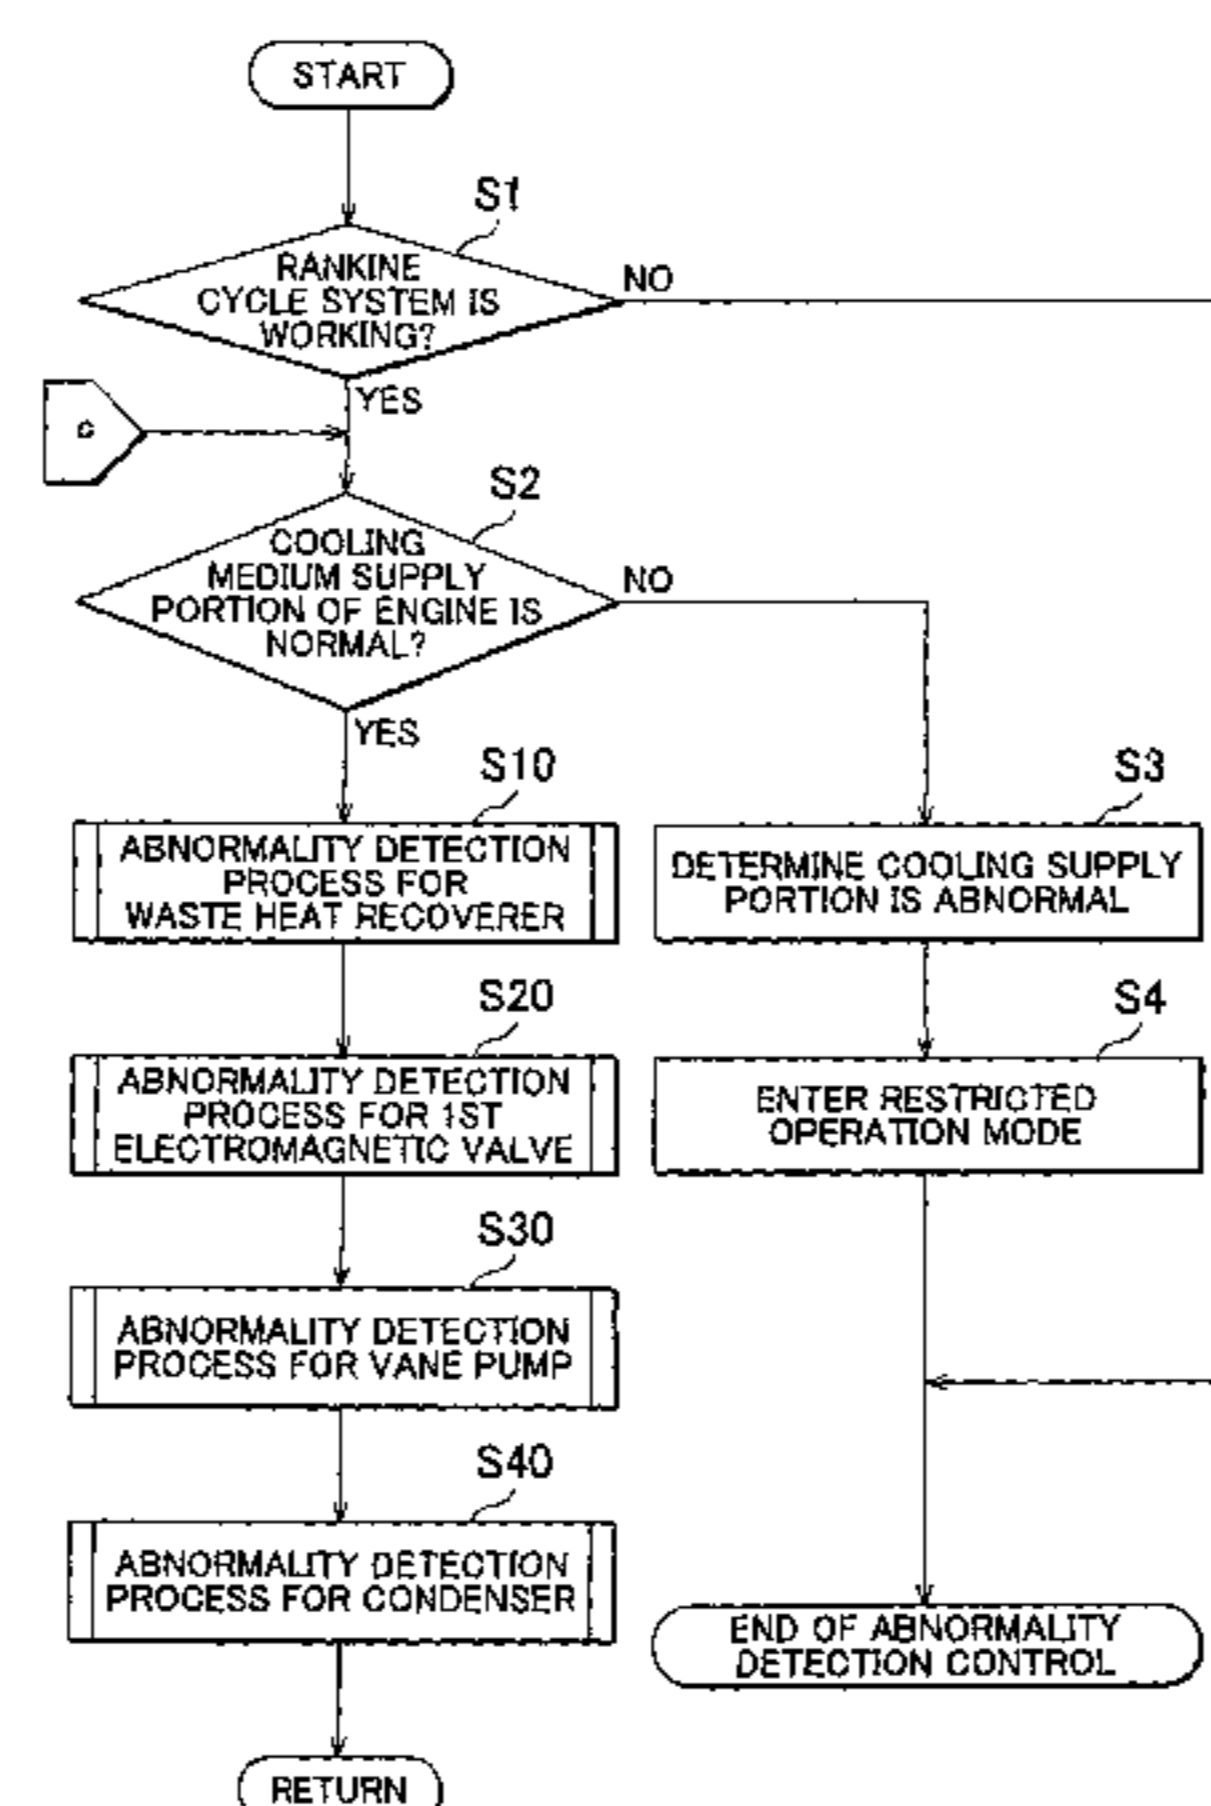 START
S1
RANKINE
CYCLE SYSTEM IS
WORKING?
NO
YES
C
S2
COOLING
MEDIUM SUPPLY
PORTION OF ENGINE IS
NORMAL?
NO
YES
S10
ABNORMALITY DETECTION
PROCESS FOR
WASTE HEAT RECOVERER
S3
DETERMINE COOLING SUPPLY
PORTION IS ABNORMAL
S20
ABNORMALITY DETECTION
PROCESS FOR 1ST
ELECTROMAGNETIC VALVE
S4
ENTER RESTRICTED
OPERATION MODE
S30
ABNORMALITY DETECTION
PROCESS FOR VANE PUMP
S40
ABNORMALITY DETECTION
PROCESS FOR CONDENSER
END OF ABNORMALITY
DETECTION CONTROL
RETURN